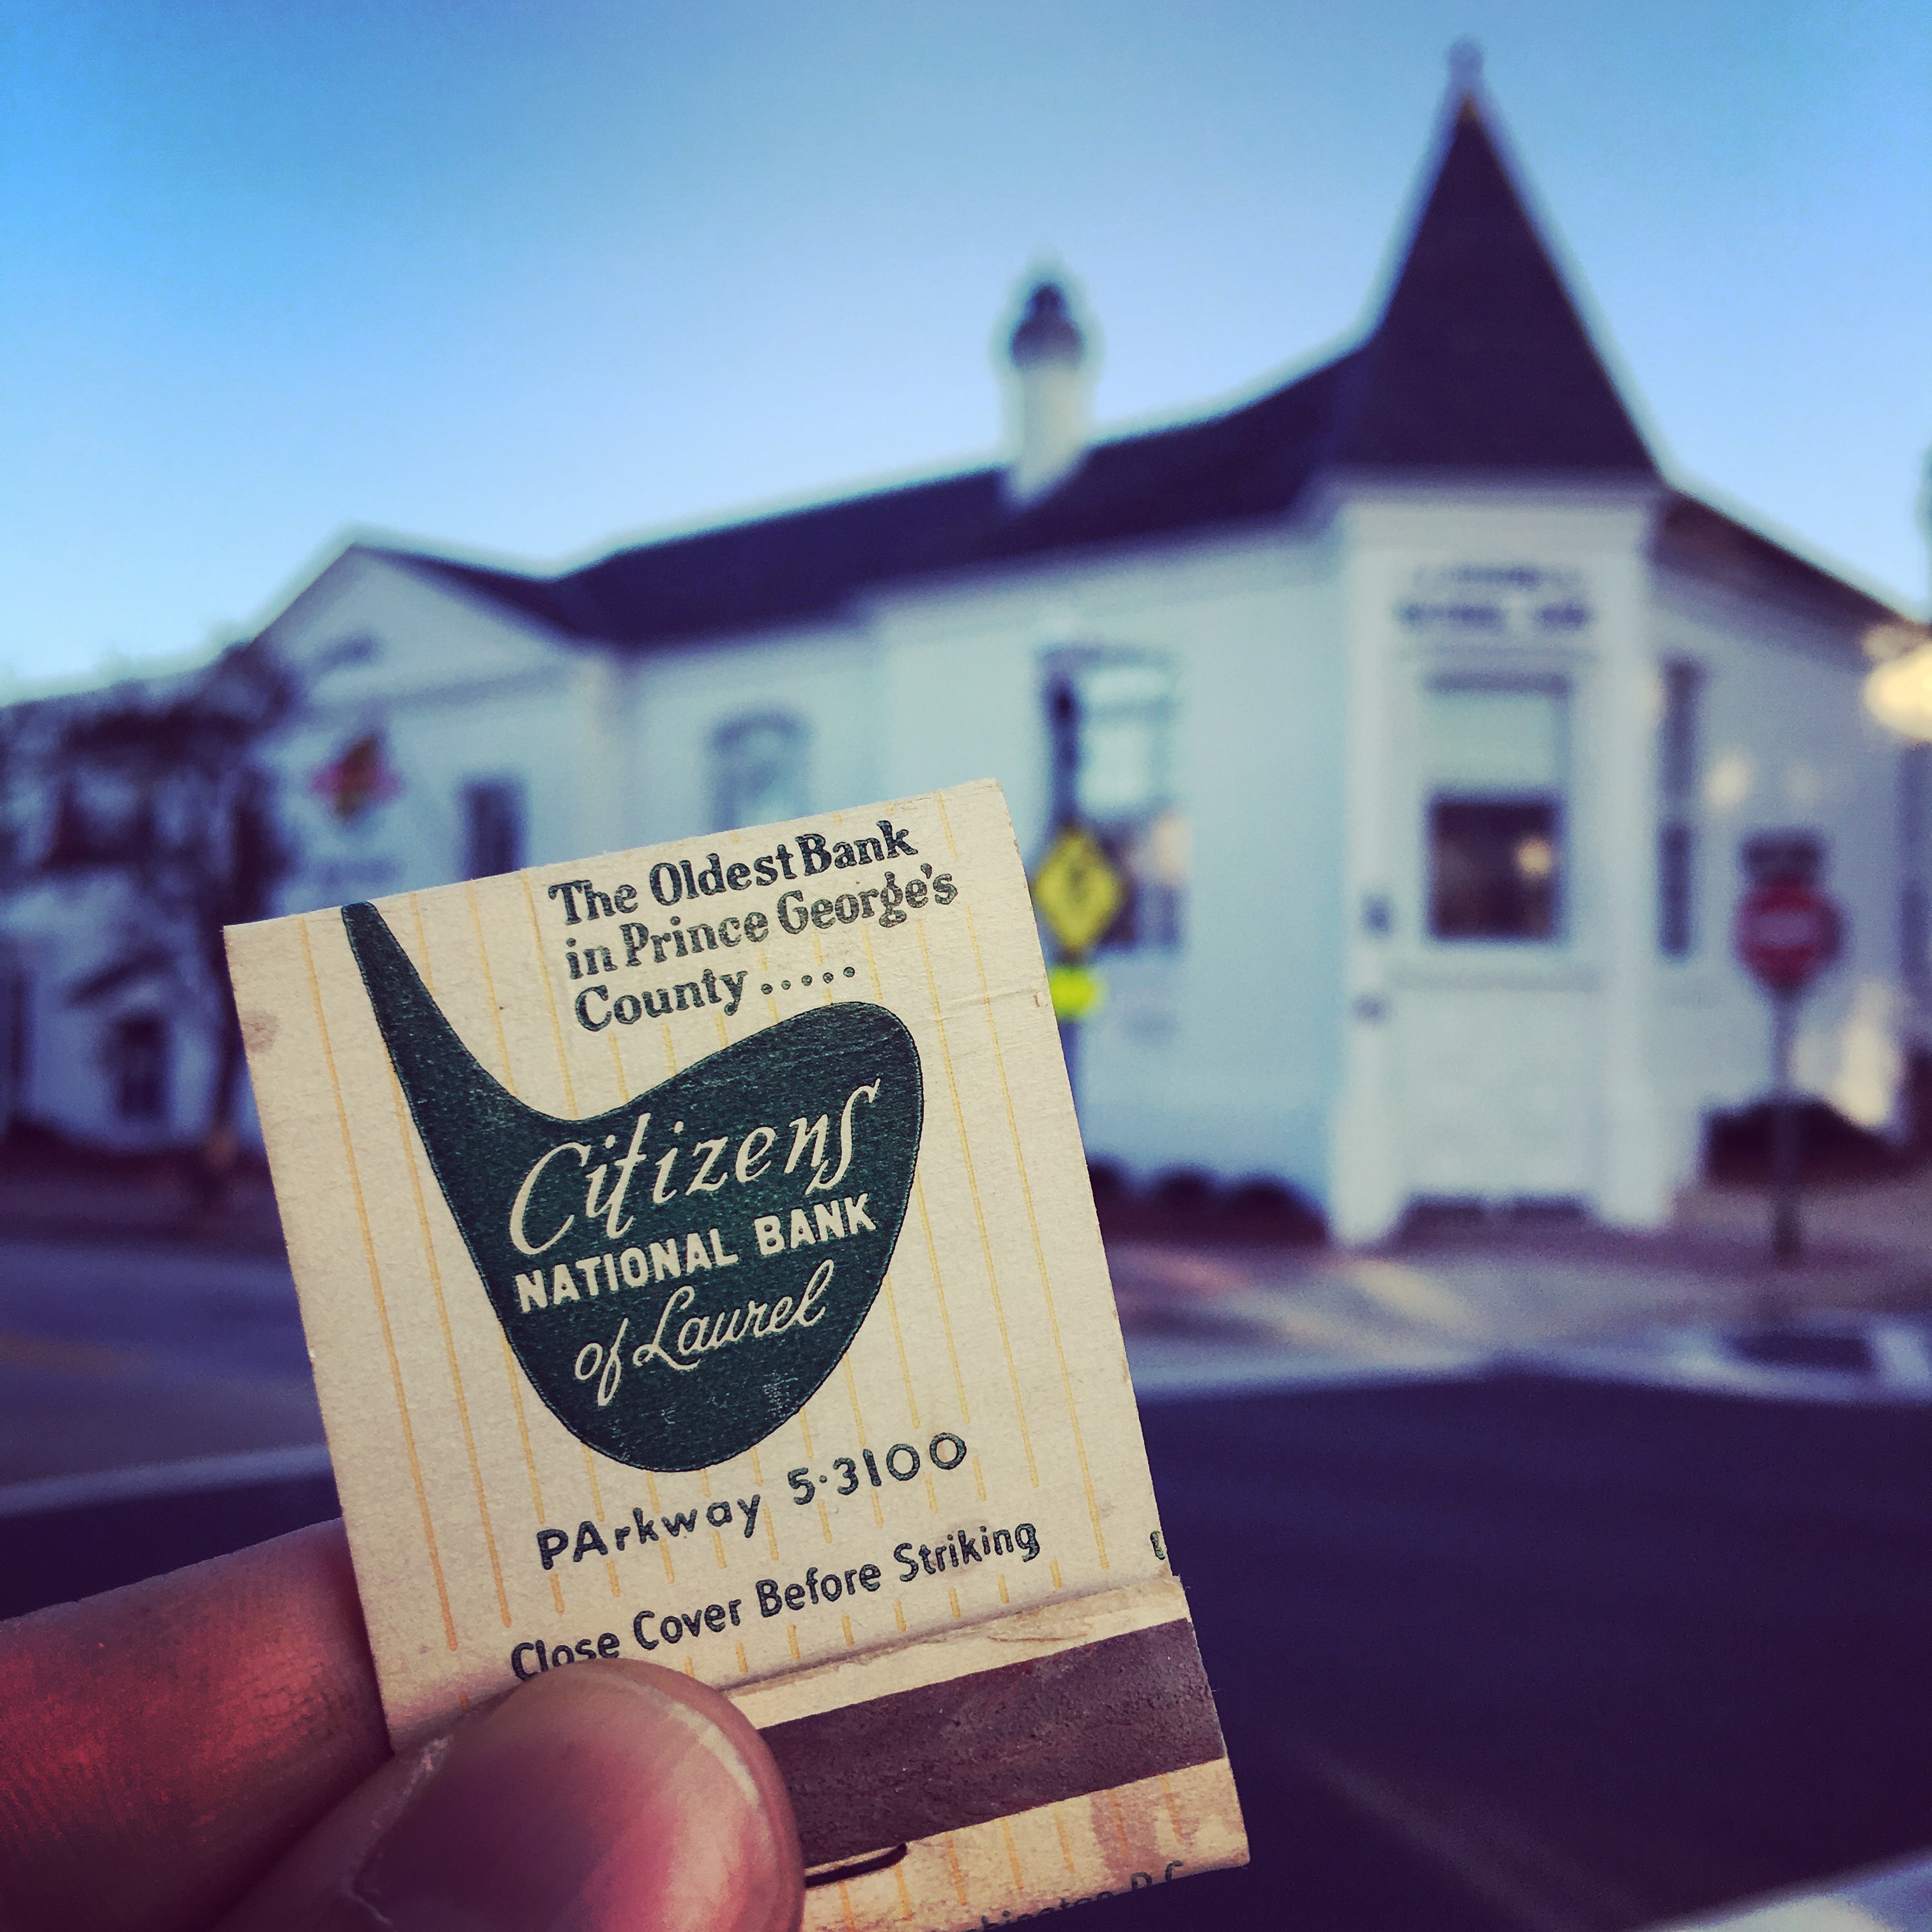 The Oldest Bank
in Prince George's
County.....
Citizens
NATIONAL BANK
of Laurel
PArkway 5-3100
Close Cover Before Striking
D.C.